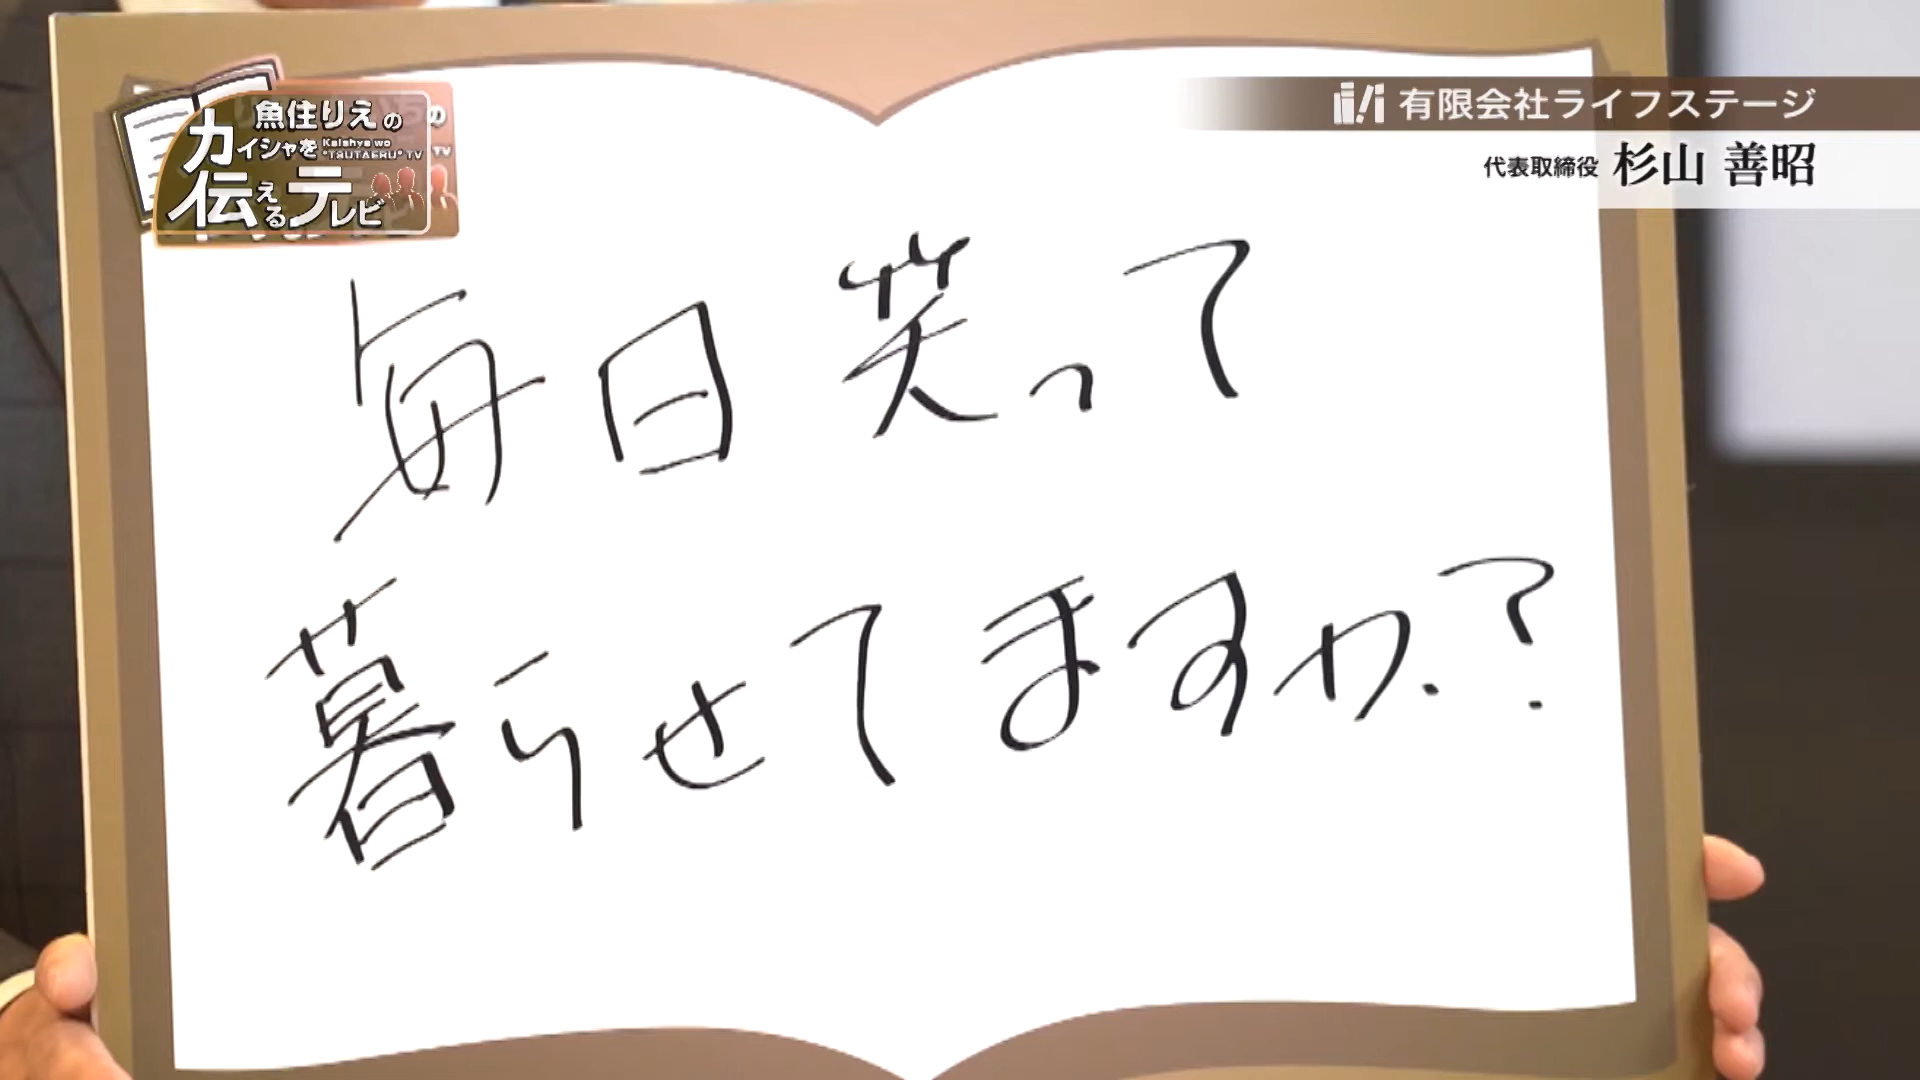 魚住りえの
カイシャを
Kaishya wo
"TSUTAERU" TV
伝えるテレビ
有限会社ライフステージ
代表取締役 杉山 善昭
毎日笑って
暮らせてますか?